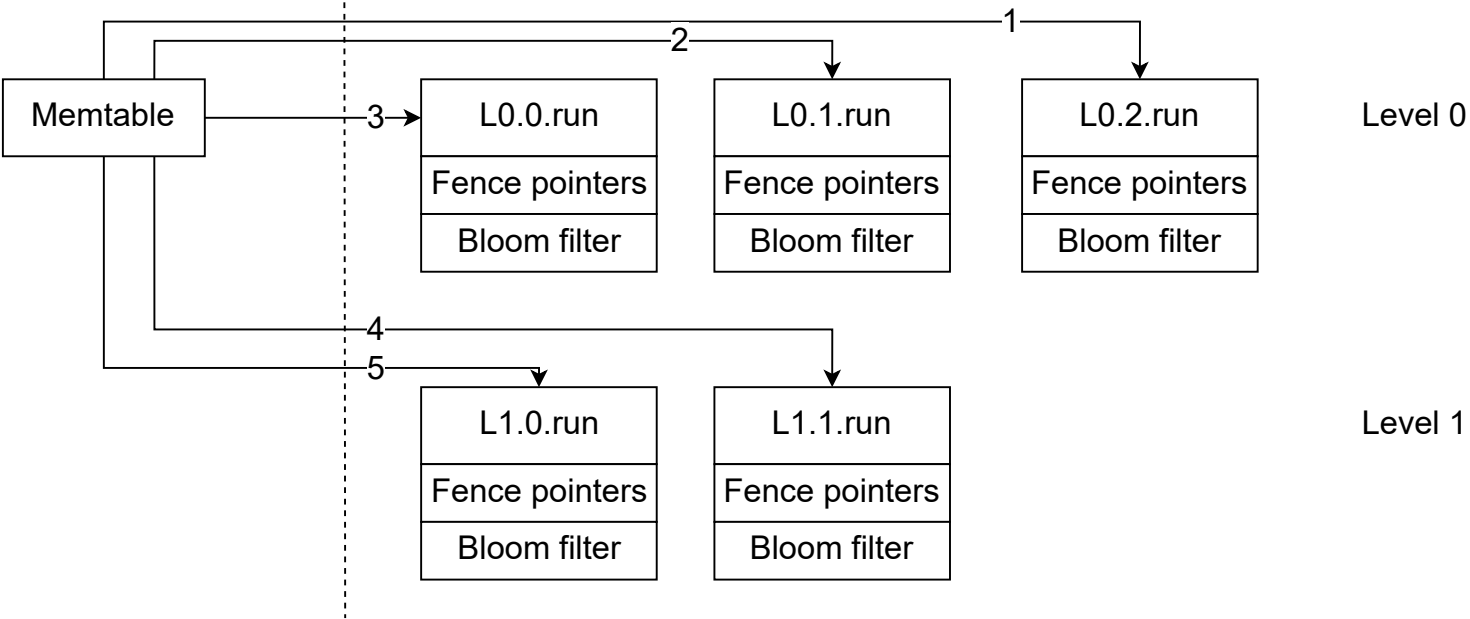 1
2
Memtable
3
L0.0.run
L0.1.run
L0.2.run
Level 0
Fence pointers
Fence pointers
Fence pointers
Bloom filter
Bloom filter
Bloom filter
4
5
L1.0.run
L1.1.run
Level 1
Fence pointers
Fence pointers
Bloom filter
Bloom filter